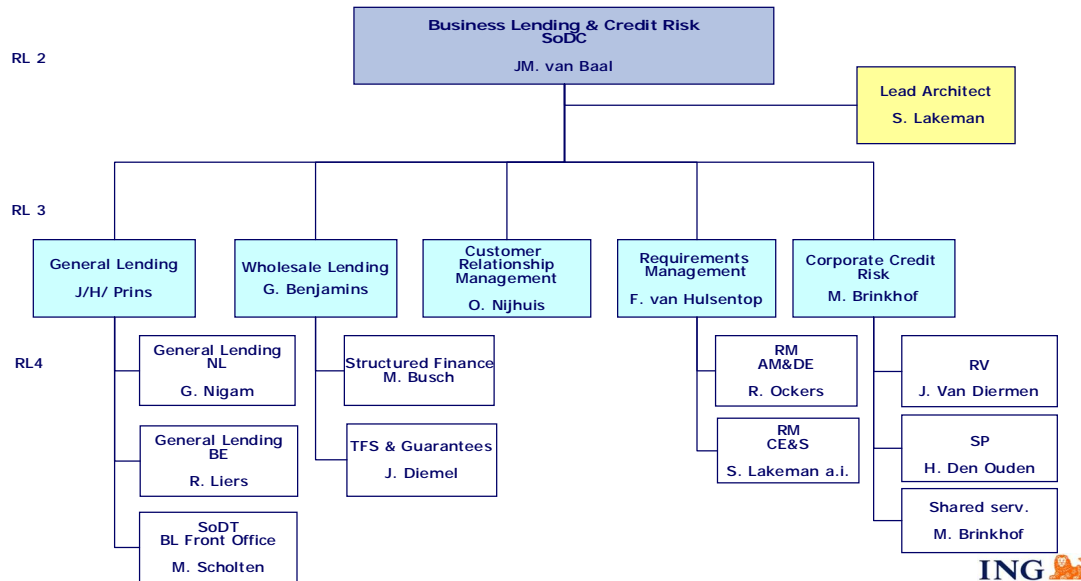 Business Lending & Credit Risk
SoDC
JM. van Baal
RL 2
Lead Architect
S. Lakeman
RL 3
General Lending
J/H/ Prins
Wholesale Lending
G. Benjamins
Customer
Relationship
Management
O. Nijhuis
Requirements
Management
F. van Hulsentop
Corporate Credit
Risk
M. Brinkhof
RL4
General Lending
NL
G. Nigam
General Lending
BE
R. Liers
SoDT
BL Front Office
M. Scholten
Structured Finance
M. Busch
TFS & Guarantees
J. Diemel
RM
AM&DE
R. Ockers
RM
CE&S
S. Lakeman a.i.
RV
J. Van Diermen
SP
H. Den Ouden
Shared serv.
M. Brinkhof
ING